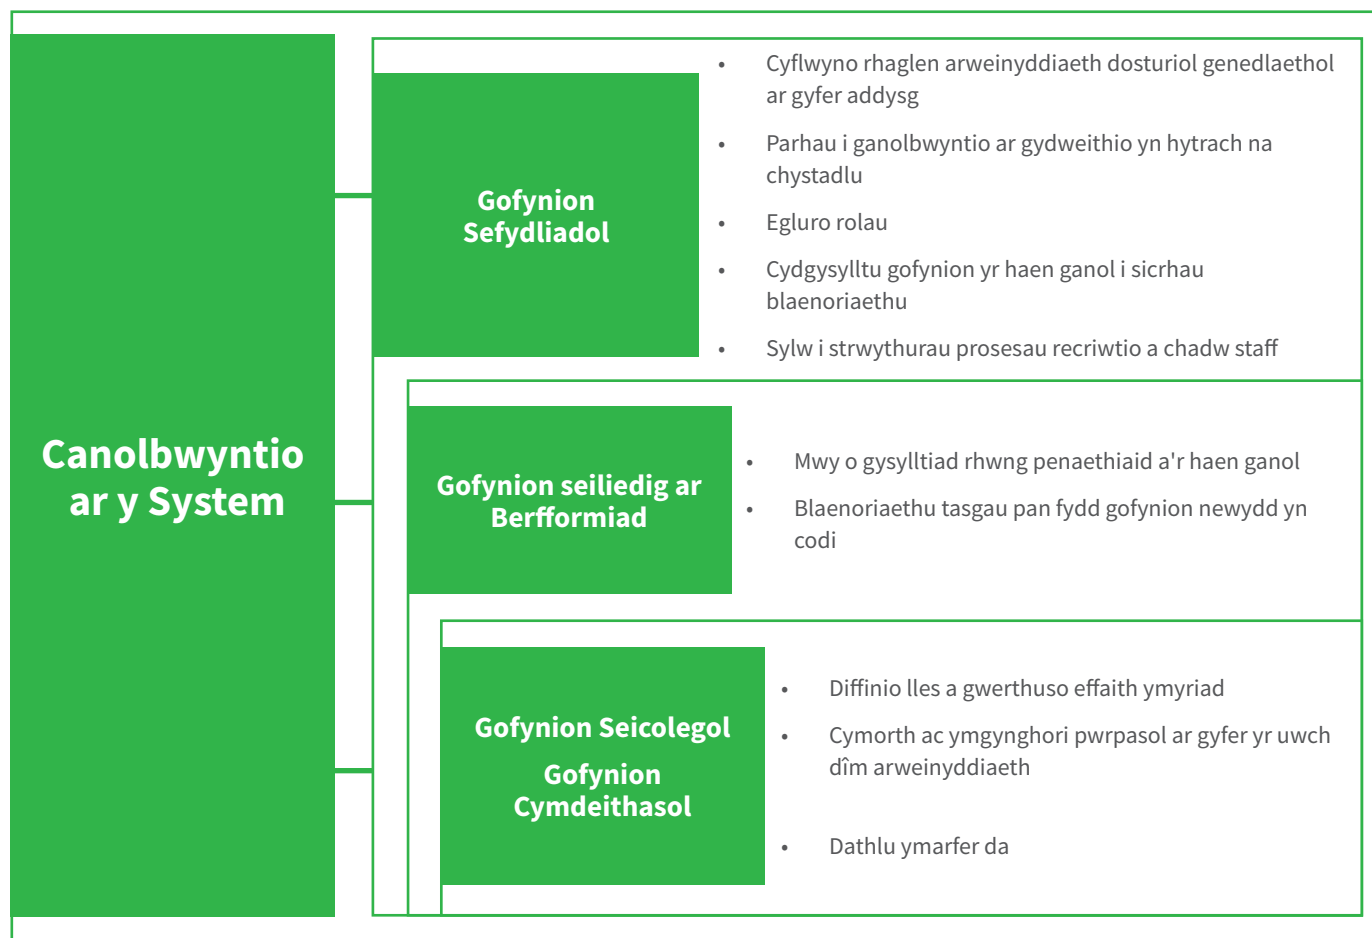 Canolbwyntio
ar y System
Gofynion
Sefydliadol
• Cyflwyno rhaglen arweinyddiaeth dosturiol genedlaethol
ar gyfer addysg
• Parhau i ganolbwyntio ar gydweithio yn hytrach na
chystadlu
• Egluro rolau
• Cydgysylltu gofynion yr haen ganol i sicrhau
blaenoriaethu
• Sylw i strwythurau prosesau recriwtio a chadw staff
Gofynion seiliedig ar
Berfformiad
• Mwy o gysylltiad rhwng penaethiaid a'r haen ganol
• Blaenoriaethu tasgau pan fydd gofynion newydd yn
codi
Gofynion Seicolegol
Gofynion
Cymdeithasol
• Diffinio lles a gwerthuso effaith ymyriad
• Cymorth ac ymgynghori pwrpasol ar gyfer yr uwch
dîm arweinyddiaeth
• Dathlu ymarfer da